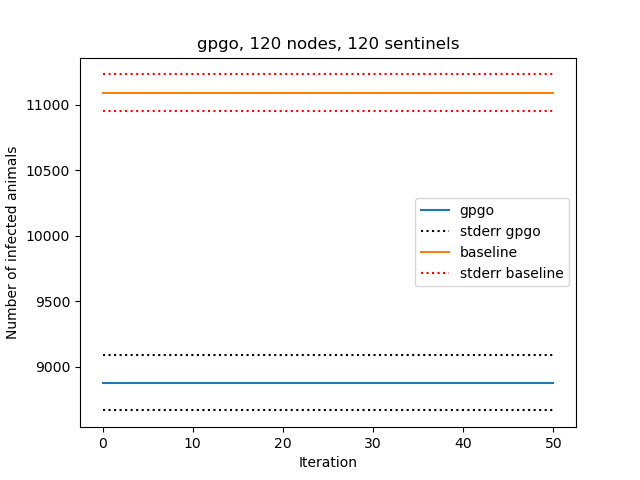 gpgo, 120 nodes, 120 sentinels
11000
10500
10000
9500
9000
Number of infected animals
gpgo
stderr gpgo
baseline
stderr baseline
0 10 20 30 40 50
Iteration